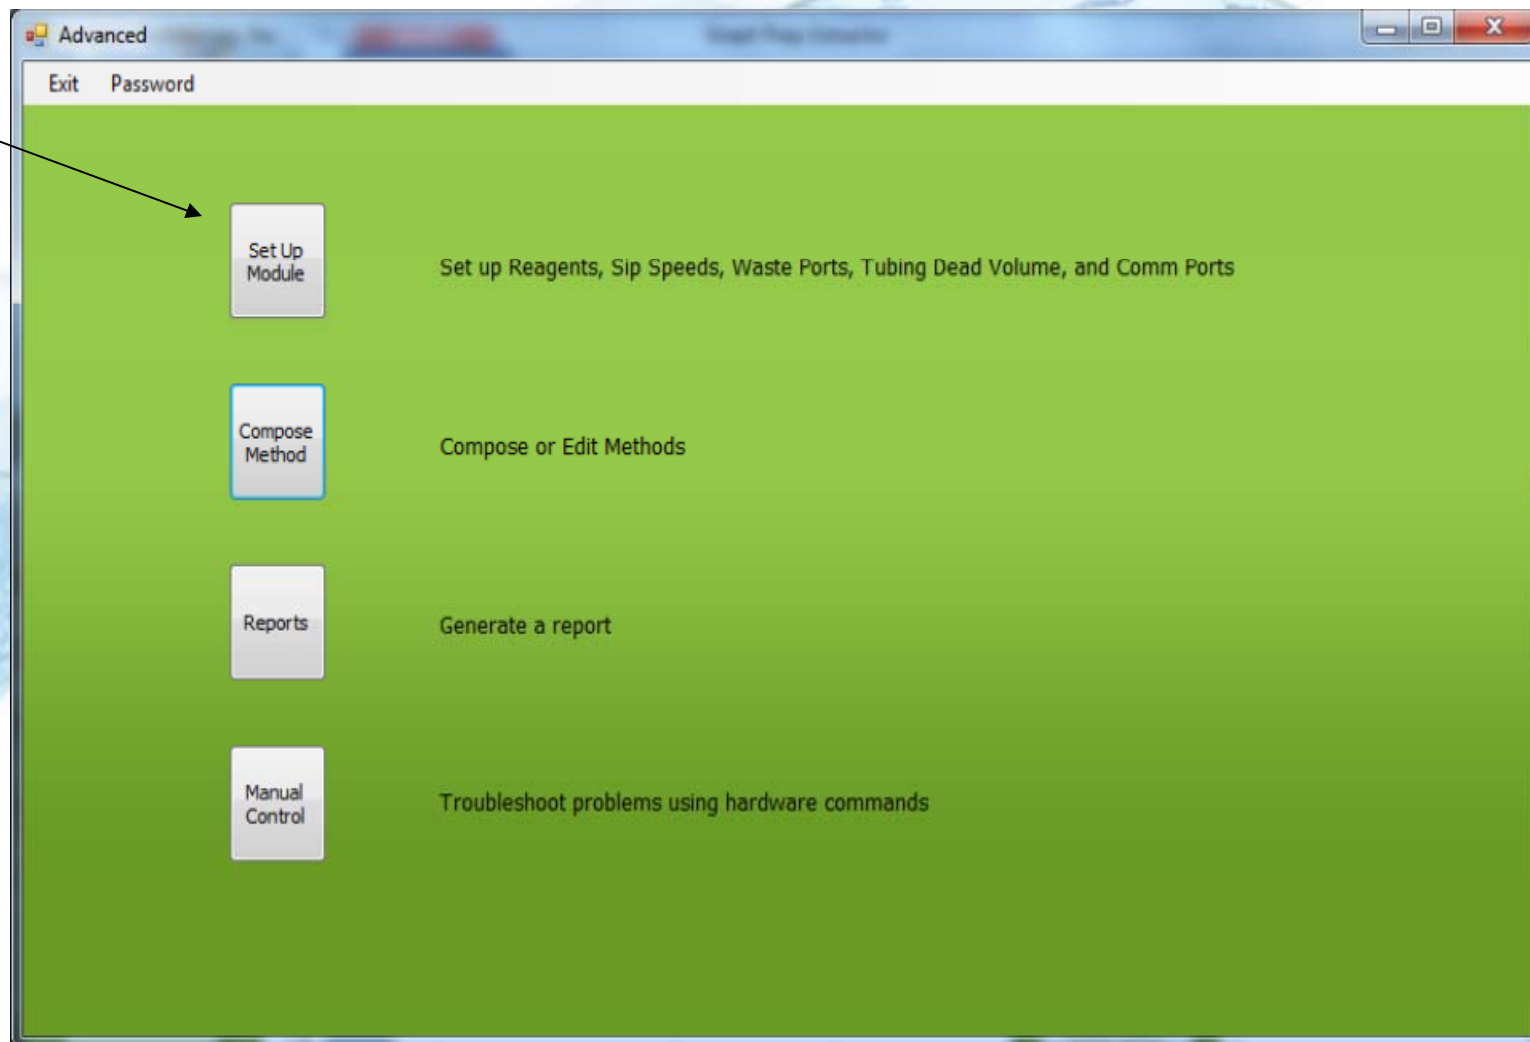 Advanced
Exit Password
Set Up
Module
Set up Reagents, Sip Speeds, Waste Ports, Tubing Dead Volume, and Comm Ports
Compose
Method
Compose or Edit Methods
Reports
Generate a report
Manual
Control
Troubleshoot problems using hardware commands